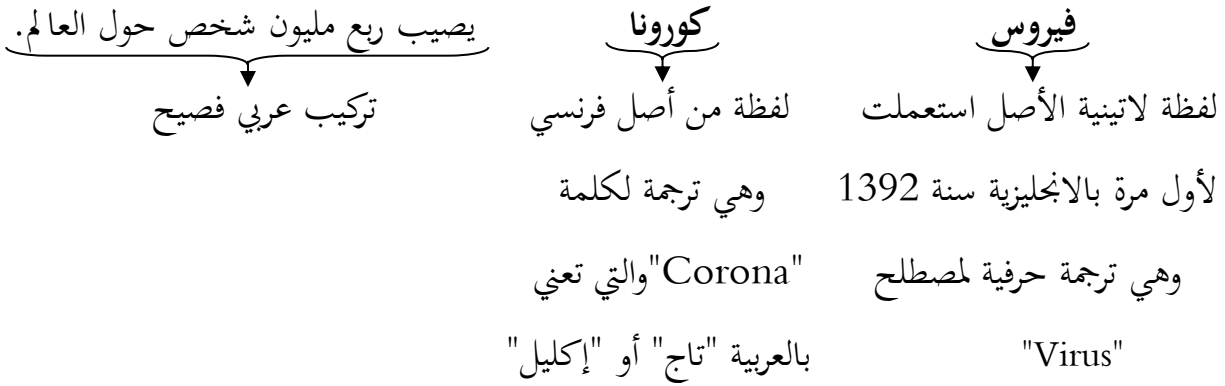 فيروس كورونا يصيب ربع مليون شخص حول العالم.
لفظة لاتينية الأصل استعملت لفظة من أصل فرنسي تركيب عربي فصيح
لأول مرة بالانجليزية سنة 1392 وهي ترجمة لكلمة
وهي ترجمة حرفية لمصطلح "Corona"والتي تعني
"Virus" بالعربية "تاج" أو "إكليل"